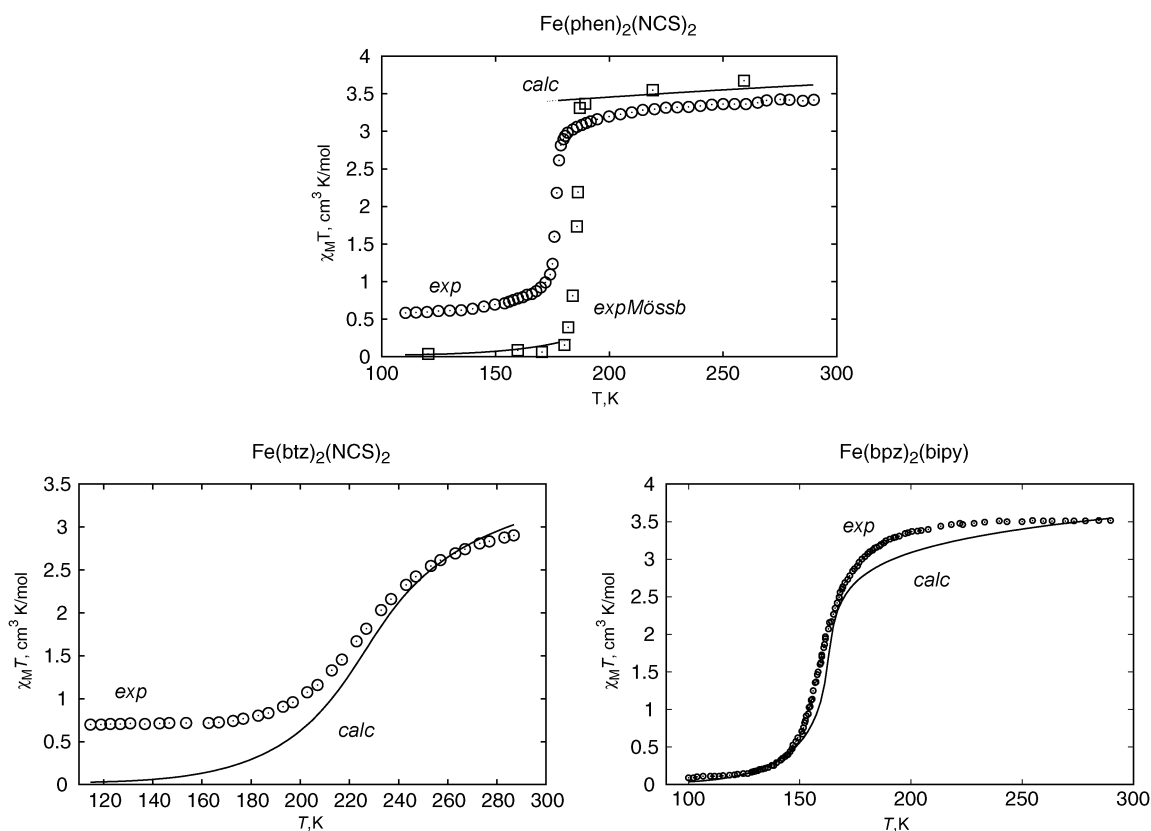 Fe(phen)2(NCS)2
4
3.5
3
2.5
2
1.5
1
0.5
0
χMT, cm3 K/mol
calc
exp
expMössb
100
150
200
250
300
T,K
Fe(btz)2(NCS)2
3.5
3
2.5
2
1.5
1
0.5
0
χMT, cm3 K/mol
exp
calc
120 140 160 180 200 220 240 260 280 300
T,K
Fe(bpz)2(bipy)
4
3.5
3
2.5
2
1.5
1
0.5
0
χMT, cm3 K/mol
exp
calc
100
150
200
250
300
T,K